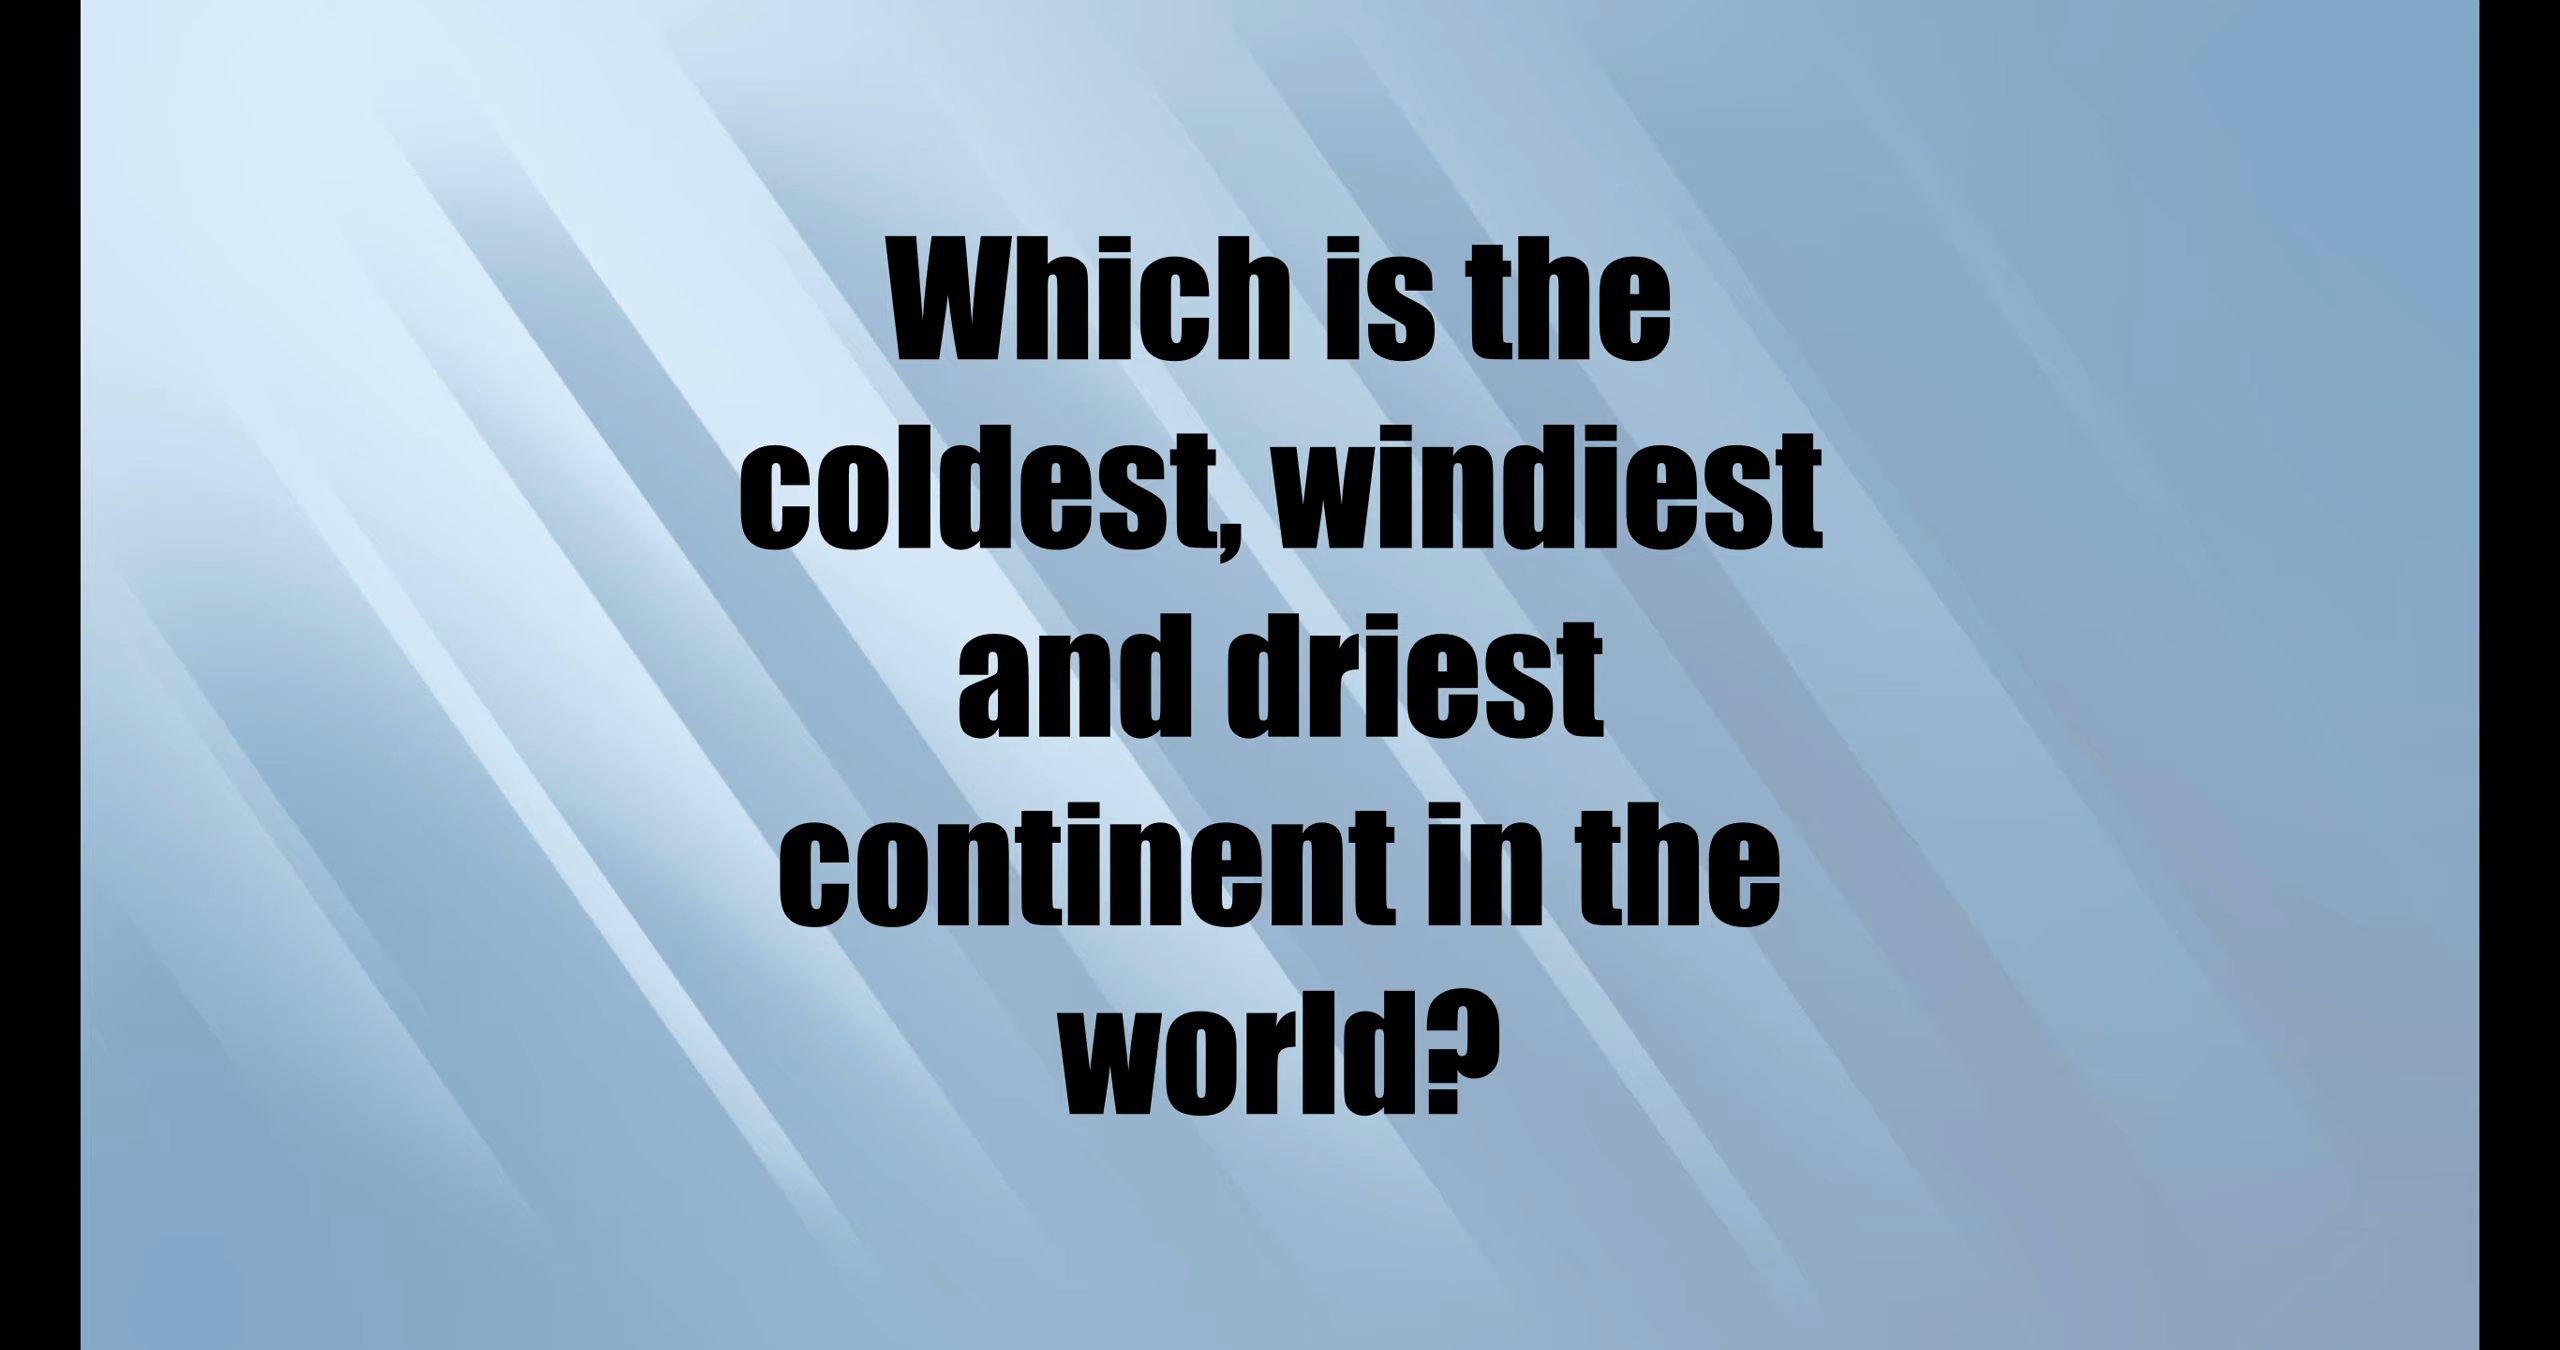 Which is the
coldest, windiest
and driest
continent in the
world?